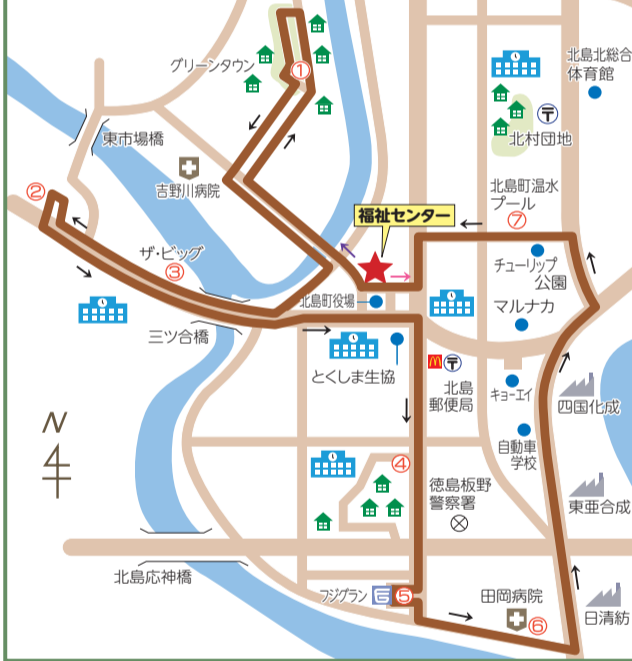 グリーンタウン
①
北島北総合
体育館
東市場橋
吉野川病院
北村団地
②
福祉センター
北島町温水
プール
⑦
ザ・ビッグ
③
チューリップ
公園
北島町役場
マルナカ
三ツ合橋
とくしま生協
北島
郵便局
キョーエイ
四国化成
N
④
自動車
学校
徳島板野
警察署
東亜合成
北島応神橋
フジグラン
⑤
田岡病院
⑥
日清紡